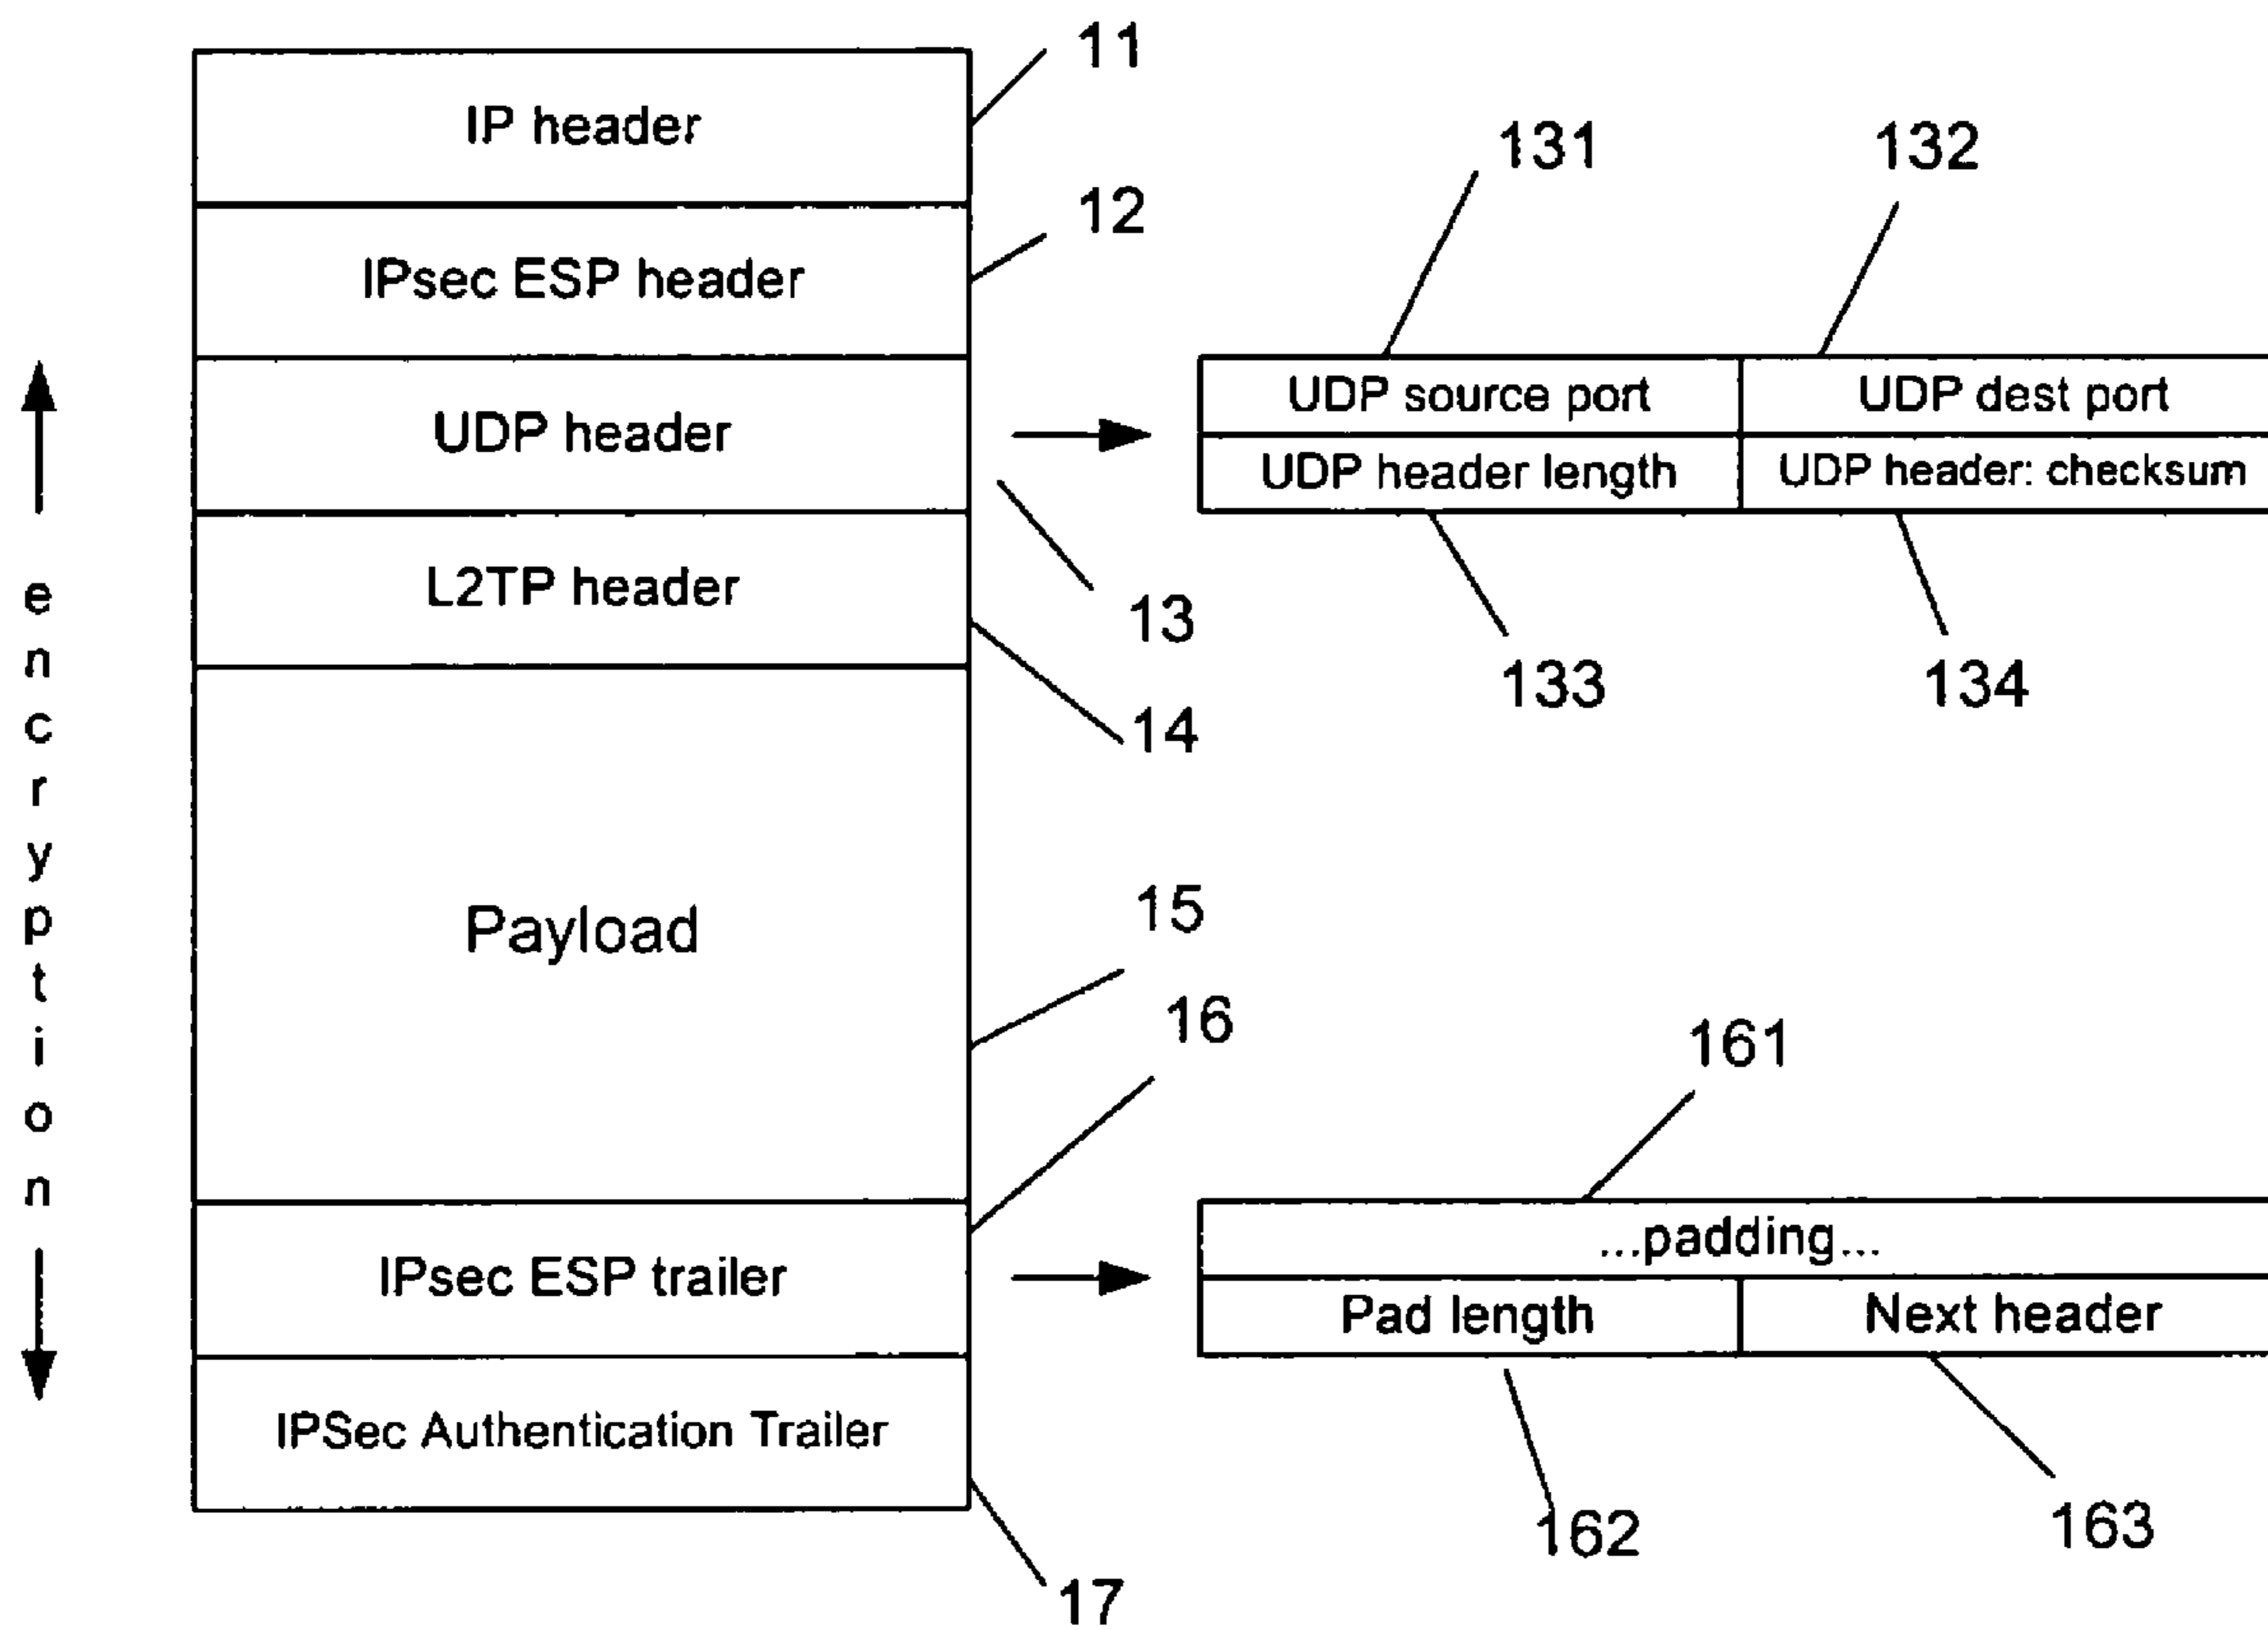 11
IP header
131
132
12
IPsec ESP header
UDP source port
UDP dest port
UDP header
UDP header length
UDP header: checksum
encryption
L2TP header
13
133
134
14
Payload
15
16
161
...padding...
IPsec ESP trailer
Pad length
Next header
IPSec Authentication Trailer
162
163
17